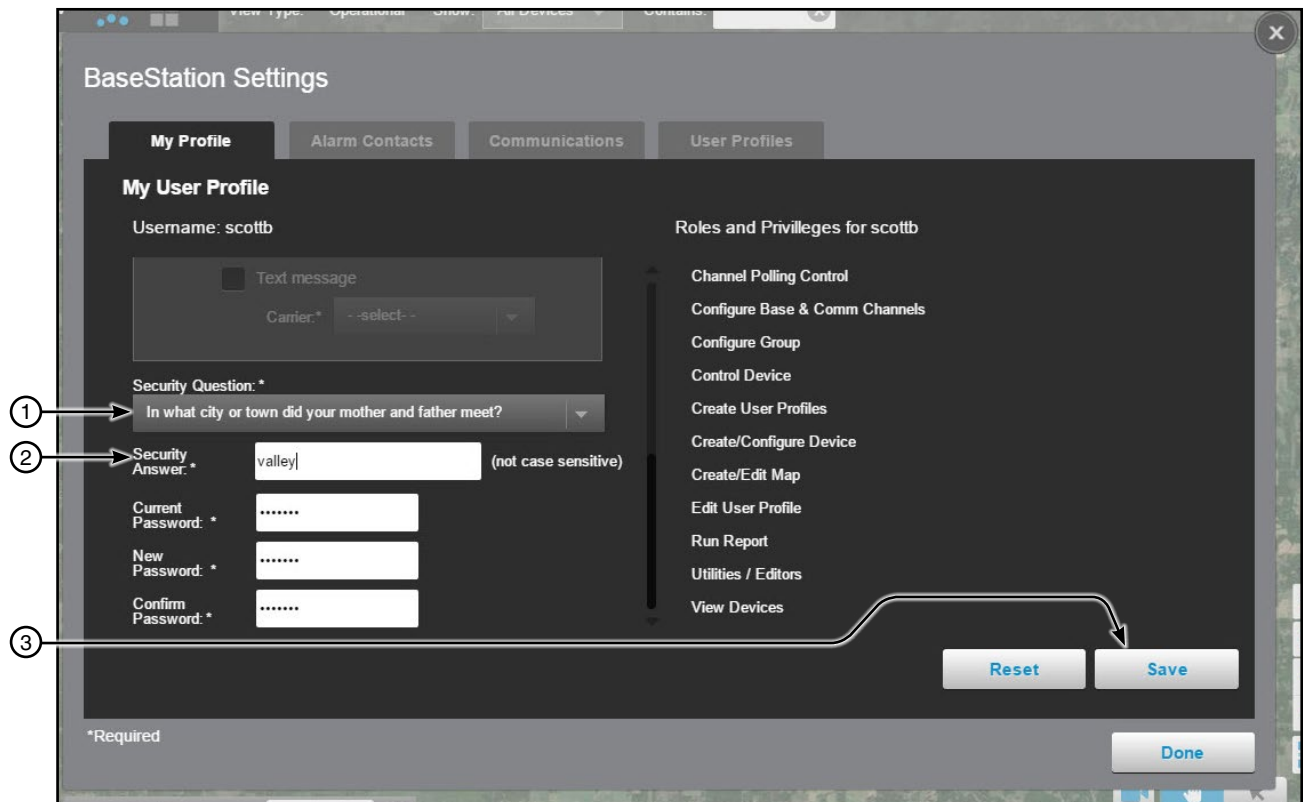 View Type: Operational Show: All Devices Contains:
X
BaseStation Settings
My Profile
Alarm Contacts
Communications
User Profiles
My User Profile
Username: scottb
Text message
Carrier:* - -select- -
Security Question: *
1
In what city or town did your mother and father meet?
2
Security Answer: *
valley
(not case sensitive)
Current Password: *
•••••••
New Password: *
•••••••
Confirm Password: *
•••••••
Roles and Privilleges for scottb
Channel Polling Control
Configure Base & Comm Channels
Configure Group
Control Device
Create User Profiles
Create/Configure Device
Create/Edit Map
Edit User Profile
Run Report
Utilities / Editors
View Devices
3
Reset
Save
*Required
Done